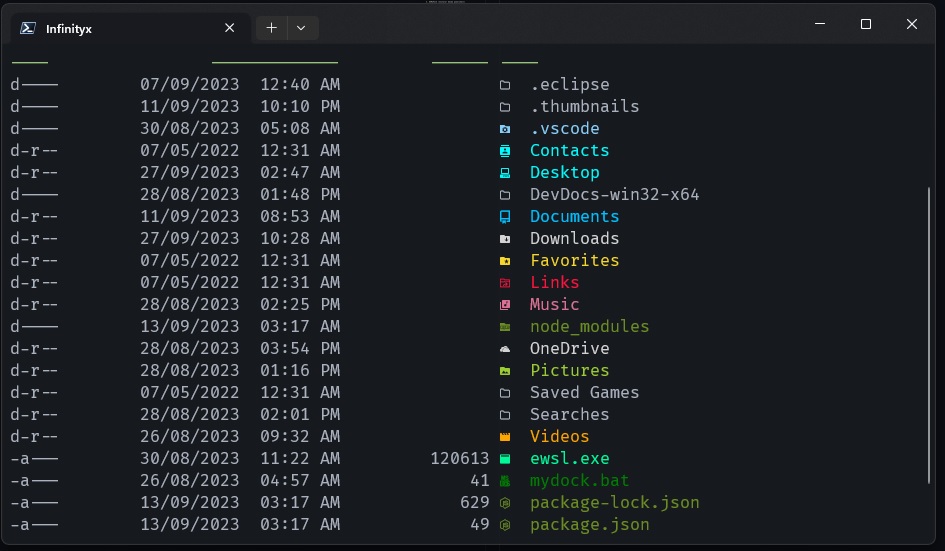 Infinityx
d---- 07/09/2023 12:40 AM .eclipse
d---- 11/09/2023 10:10 PM .thumbnails
d---- 30/08/2023 05:08 AM .vscode
d-r-- 07/05/2022 12:31 AM Contacts
d-r-- 27/09/2023 02:47 AM Desktop
d---- 28/08/2023 01:48 PM DevDocs-win32-x64
d-r-- 11/09/2023 08:53 AM Documents
d-r-- 27/09/2023 10:28 AM Downloads
d-r-- 07/05/2022 12:31 AM Favorites
d-r-- 07/05/2022 12:31 AM Links
d-r-- 28/08/2023 02:25 PM Music
d---- 13/09/2023 03:17 AM node_modules
d-r-- 28/08/2023 03:54 PM OneDrive
d-r-- 28/08/2023 01:16 PM Pictures
d-r-- 07/05/2022 12:31 AM Saved Games
d-r-- 28/08/2023 02:01 PM Searches
d-r-- 26/08/2023 09:32 AM Videos
-a--- 30/08/2023 11:22 AM 120613 ewsl.exe
-a--- 26/08/2023 04:57 AM 41 mydock.bat
-a--- 13/09/2023 03:17 AM 629 package-lock.json
-a--- 13/09/2023 03:17 AM 49 package.json